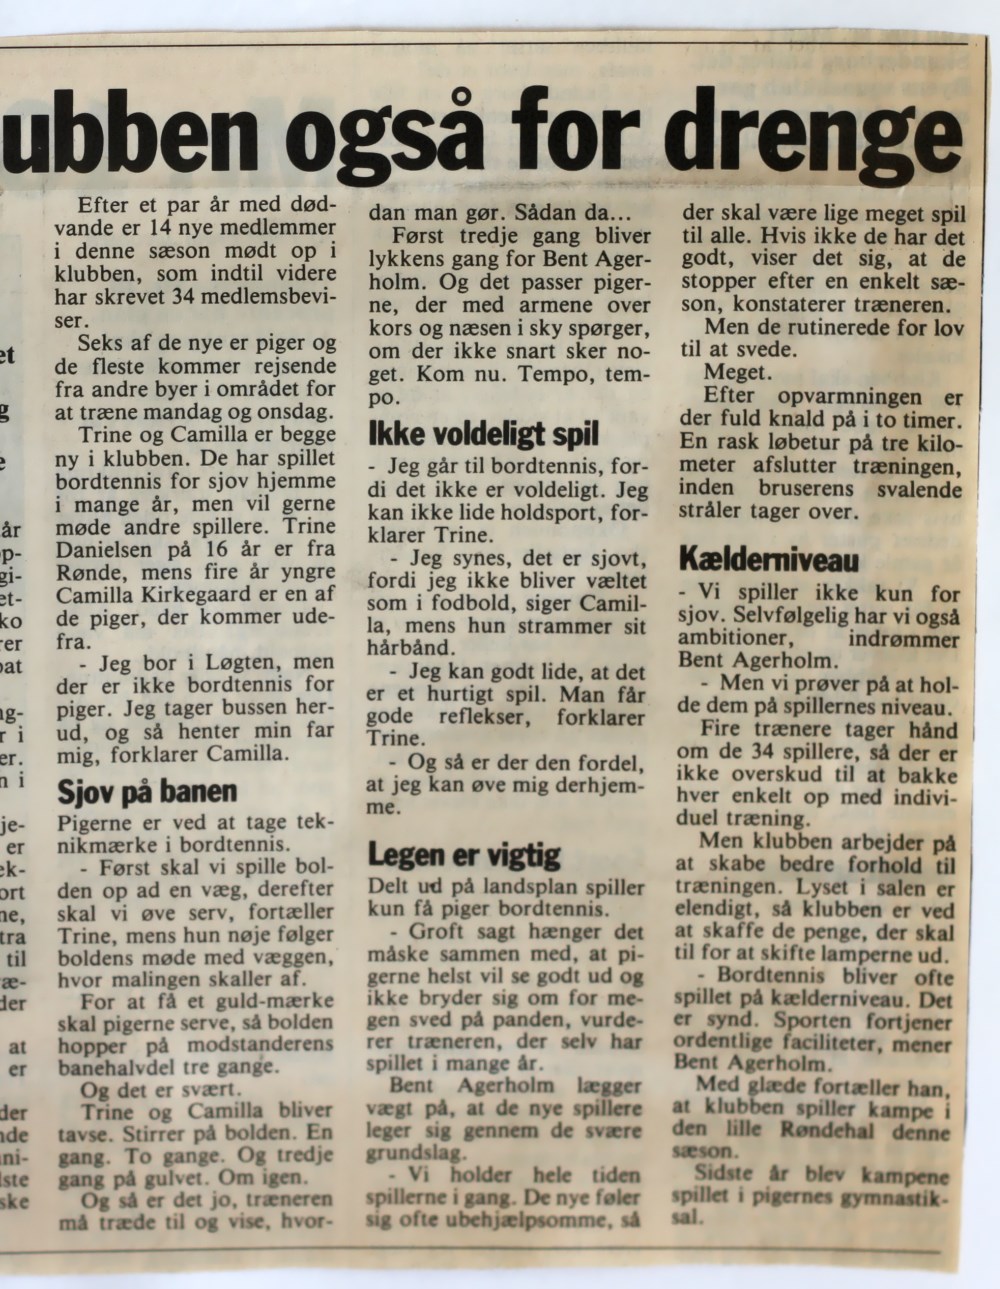 ubben også for drenge
et
g
e
år
op-
gi-
et-
ko
rer
oat
ng-
r i
er.
n i
je-
er
ek-
ort
ne,
tra
til
æ-
der
at
er
der
nde
ni-
lste
ske
Efter et par år med død-
vande er 14 nye medlemmer
i denne sæson mødt op i
klubben, som indtil videre
har skrevet 34 medlemsbevi-
ser.
Seks af de nye er piger og
de fleste kommer rejsende
fra andre byer i området for
at træne mandag og onsdag.
Trine og Camilla er begge
ny i klubben. De har spillet
bordtennis for sjov hjemme
i mange år, men vil gerne
møde andre spillere. Trine
Danielsen på 16 år er fra
Rønde, mens fire år yngre
Camilla Kirkegaard er en af
de piger, der kommer ude-
fra.
- Jeg bor i Løgten, men
der er ikke bordtennis for
piger. Jeg tager bussen her-
ud, og så henter min far
mig, forklarer Camilla.
Sjov på banen
Pigerne er ved at tage tek-
nikmærke i bordtennis.
- Først skal vi spille bol-
den op ad en væg, derefter
skal vi øve serv, fortæller
Trine, mens hun nøje følger
boldens møde med væggen,
hvor malingen skaller af.
For at få et guld-mærke
skal pigerne serve, så bolden
hopper på modstanderens
banehalvdel tre gange.
Og det er svært.
Trine og Camilla bliver
tavse. Stirrer på bolden. En
gang. To gange. Og tredje
gang på gulvet. Om igen.
Og så er det jo, træneren
må træde til og vise, hvor-
dan man gør. Sådan da...
Først tredje gang bliver
lykkens gang for Bent Ager-
holm. Og det passer piger-
ne, der med armene over
kors og næsen i sky spørger,
om der ikke snart sker no-
get. Kom nu. Tempo, tem-
po.
Ikke voldeligt spil
- Jeg går til bordtennis, for-
di det ikke er voldeligt. Jeg
kan ikke lide holdsport, for-
klarer Trine.
- Jeg synes, det er sjovt,
fordi jeg ikke bliver væltet
som i fodbold, siger Camil-
la, mens hun strammer sit
hårbånd.
- Jeg kan godt lide, at det
er et hurtigt spil. Man får
gode reflekser, forklarer
Trine.
- Og så er der den fordel,
at jeg kan øve mig derhjem-
me.
Legen er vigtig
Delt ud på landsplan spiller
kun få piger bordtennis.
- Groft sagt hænger det
måske sammen med, at pi-
gerne helst vil se godt ud og
ikke bryder sig om for me-
gen sved på panden, vurde-
rer træneren, der selv har
spillet i mange år.
Bent Agerholm lægger
vægt på, at de nye spillere
leger sig gennem de svære
grundslag.
- Vi holder hele tiden
spillerne i gang. De nye føler
sig ofte ubehjælpsomme, så
der skal være lige meget spil
til alle. Hvis ikke de har det
godt, viser det sig, at de
stopper efter en enkelt sæ-
son, konstaterer træneren.
Men de rutinerede for lov
til at svede.
Meget.
Efter opvarmningen er
der fuld knald på i to timer.
En rask løbetur på tre kilo-
meter afslutter træningen,
inden bruserens svalende
stråler tager over.
Kælderniveau
- Vi spiller ikke kun for
sjov. Selvfølgelig har vi også
ambitioner, indrømmer
Bent Agerholm.
- Men vi prøver på at hol-
de dem på spillernes niveau.
Fire trænere tager hånd
om de 34 spillere, så der er
ikke overskud til at bakke
hver enkelt op med indivi-
duel træning.
Men klubben arbejder på
at skabe bedre forhold til
træningen. Lyset i salen er
elendigt, så klubben er ved
at skaffe de penge, der skal
til for at skifte lamperne ud.
- Bordtennis bliver ofte
spillet på kælderniveau. Det
er synd. Sporten fortjener
ordentlige faciliteter, mener
Bent Agerholm.
Med glæde fortæller han,
at klubben spiller kampe i
den lille Røndehal denne
sæson.
Sidste år blev kampene
spillet i pigernes gymnastik-
sal.